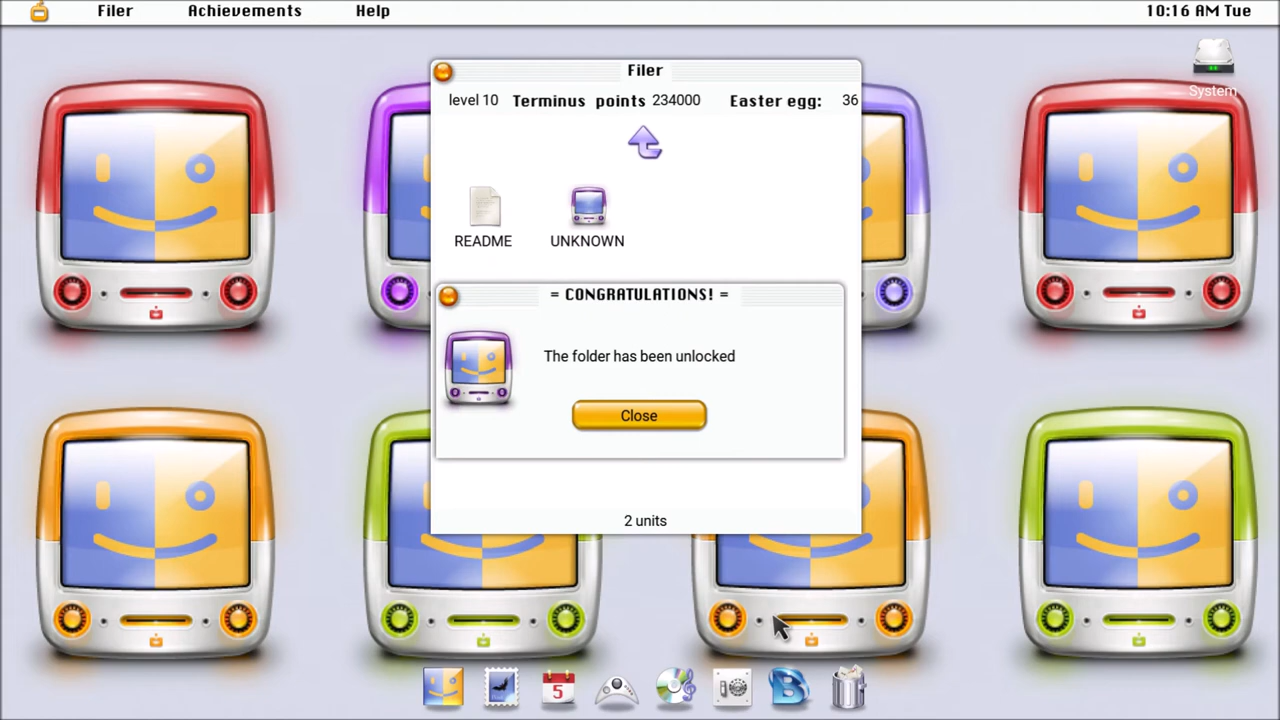 Filer Achievements Help 10:16 AM Tue
System
Filer
level 10 Terminus points 234000 Easter egg: 36
README UNKNOWN
= CONGRATULATIONS! =
The folder has been unlocked
Close
2 units
5
B